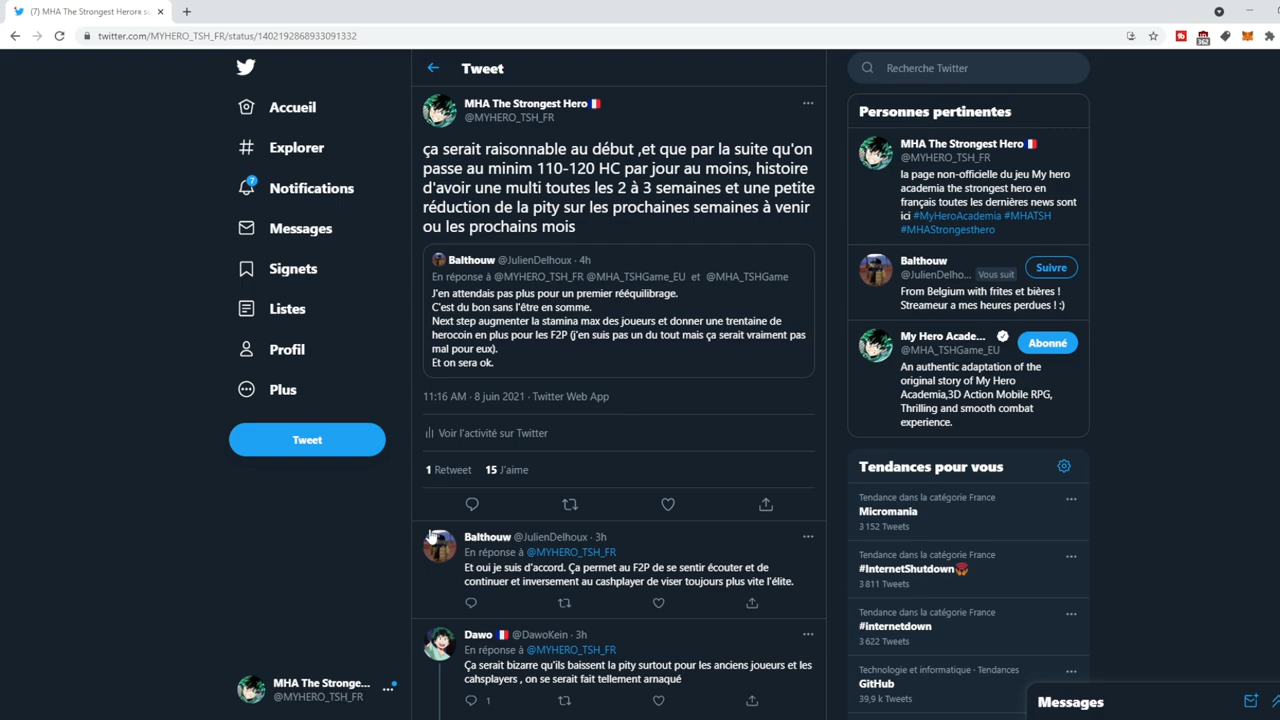 (7) MHA The Strongest Hero
twitter.com/MYHERO_TSH_FR/status/1402192868933091332
362
Accueil
Explorer
7
Notifications
Messages
Signets
Listes
Profil
Plus
Tweet
MHA The Stronge...
@MYHERO_TSH_FR
Tweet
MHA The Strongest Hero
@MYHERO_TSH_FR
ça serait raisonnable au début ,et que par la suite qu'on
passe au minim 110-120 HC par jour au moins, histoire
d'avoir une multi toutes les 2 à 3 semaines et une petite
réduction de la pity sur les prochaines semaines à venir
ou les prochains mois
Balthouw @JulienDelhoux · 4h
En réponse à @MYHERO_TSH_FR @MHA_TSHGame_EU et @MHA_TSHGame
J'en attendais pas plus pour un premier rééquilibrage.
C'est du bon sans l'être en somme.
Next step augmenter la stamina max des joueurs et donner une trentaine de
herocoin en plus pour les F2P (j'en suis pas un du tout mais ça serait vraiment pas
mal pour eux).
Et on sera ok.
11:16 AM · 8 juin 2021 · Twitter Web App
Voir l'activité sur Twitter
1 Retweet 15 J'aime
Balthouw @JulienDelhoux · 3h
En réponse à @MYHERO_TSH_FR
Et oui je suis d'accord. Ça permet au F2P de se sentir écouter et de
continuer et inversement au cashplayer de viser toujours plus vite l'élite.
Dawo @DawoKein · 3h
En réponse à @MYHERO_TSH_FR
Ça serait bizarre qu'ils baissent la pity surtout pour les anciens joueurs et les
cahsplayers , on se serait fait tellement arnaqué
1
Recherche Twitter
Personnes pertinentes
MHA The Strongest Hero
@MYHERO_TSH_FR
la page non-officielle du jeu My hero
academia the strongest hero en
français toutes les dernières news sont
ici #MyHeroAcademia #MHATSH
#MHAStrongesthero
Balthouw
@JulienDelho... Vous suit
Suivre
From Belgium with frites et bières !
Streameur a mes heures perdues ! :)
My Hero Acade...
@MHA_TSHGame_EU
Abonné
An authentic adaptation of the
original story of My Hero
Academia,3D Action Mobile RPG,
Thrilling and smooth combat
experience.
Tendances pour vous
Tendance dans la catégorie France
Micromania
3 152 Tweets
Tendance dans la catégorie France
#InternetShutdown
3 811 Tweets
Tendance dans la catégorie France
#internetdown
3 622 Tweets
Technologie et informatique · Tendances
GitHub
39,9 k Tweets
Messages